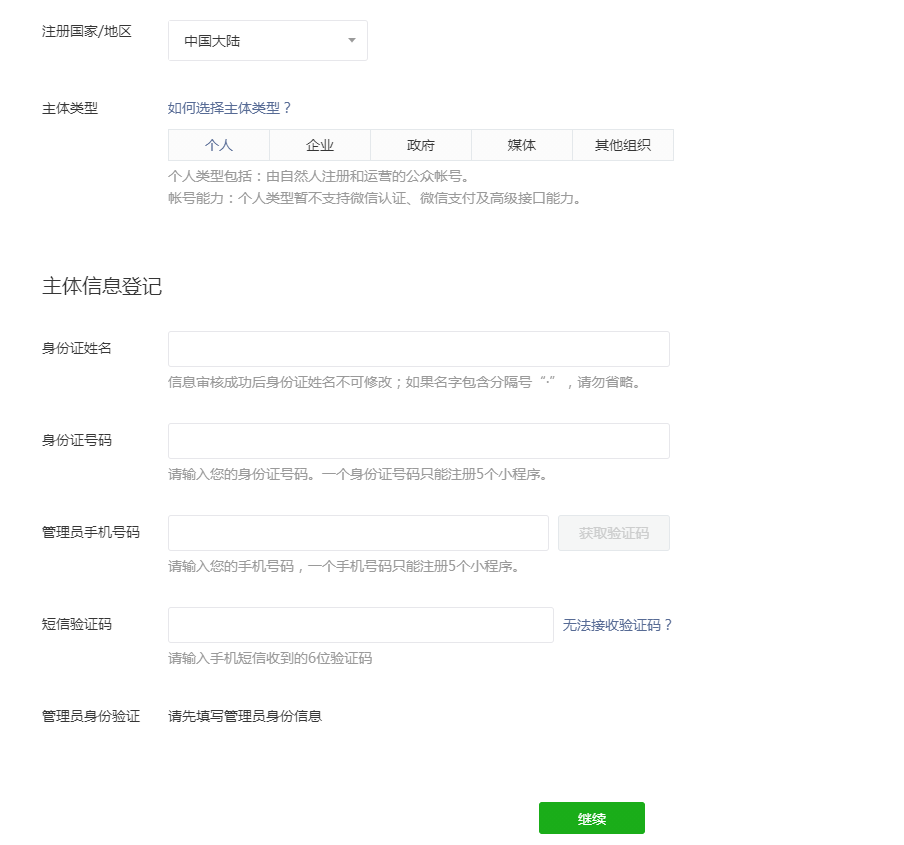 注册国家/地区
中国大陆
主体类型
如何选择主体类型？
个人 企业 政府 媒体 其他组织
个人类型包括：由自然人注册和运营的公众帐号。
帐号能力：个人类型暂不支持微信认证、微信支付及高级接口能力。
主体信息登记
身份证姓名
信息审核成功后身份证姓名不可修改；如果名字包含分隔号“·”，请勿省略。
身份证号码
请输入您的身份证号码。一个身份证号码只能注册5个小程序。
管理员手机号码
获取验证码
请输入您的手机号码，一个手机号码只能注册5个小程序。
短信验证码
无法接收验证码？
请输入手机短信收到的6位验证码
管理员身份验证 请先填写管理员身份信息
继续